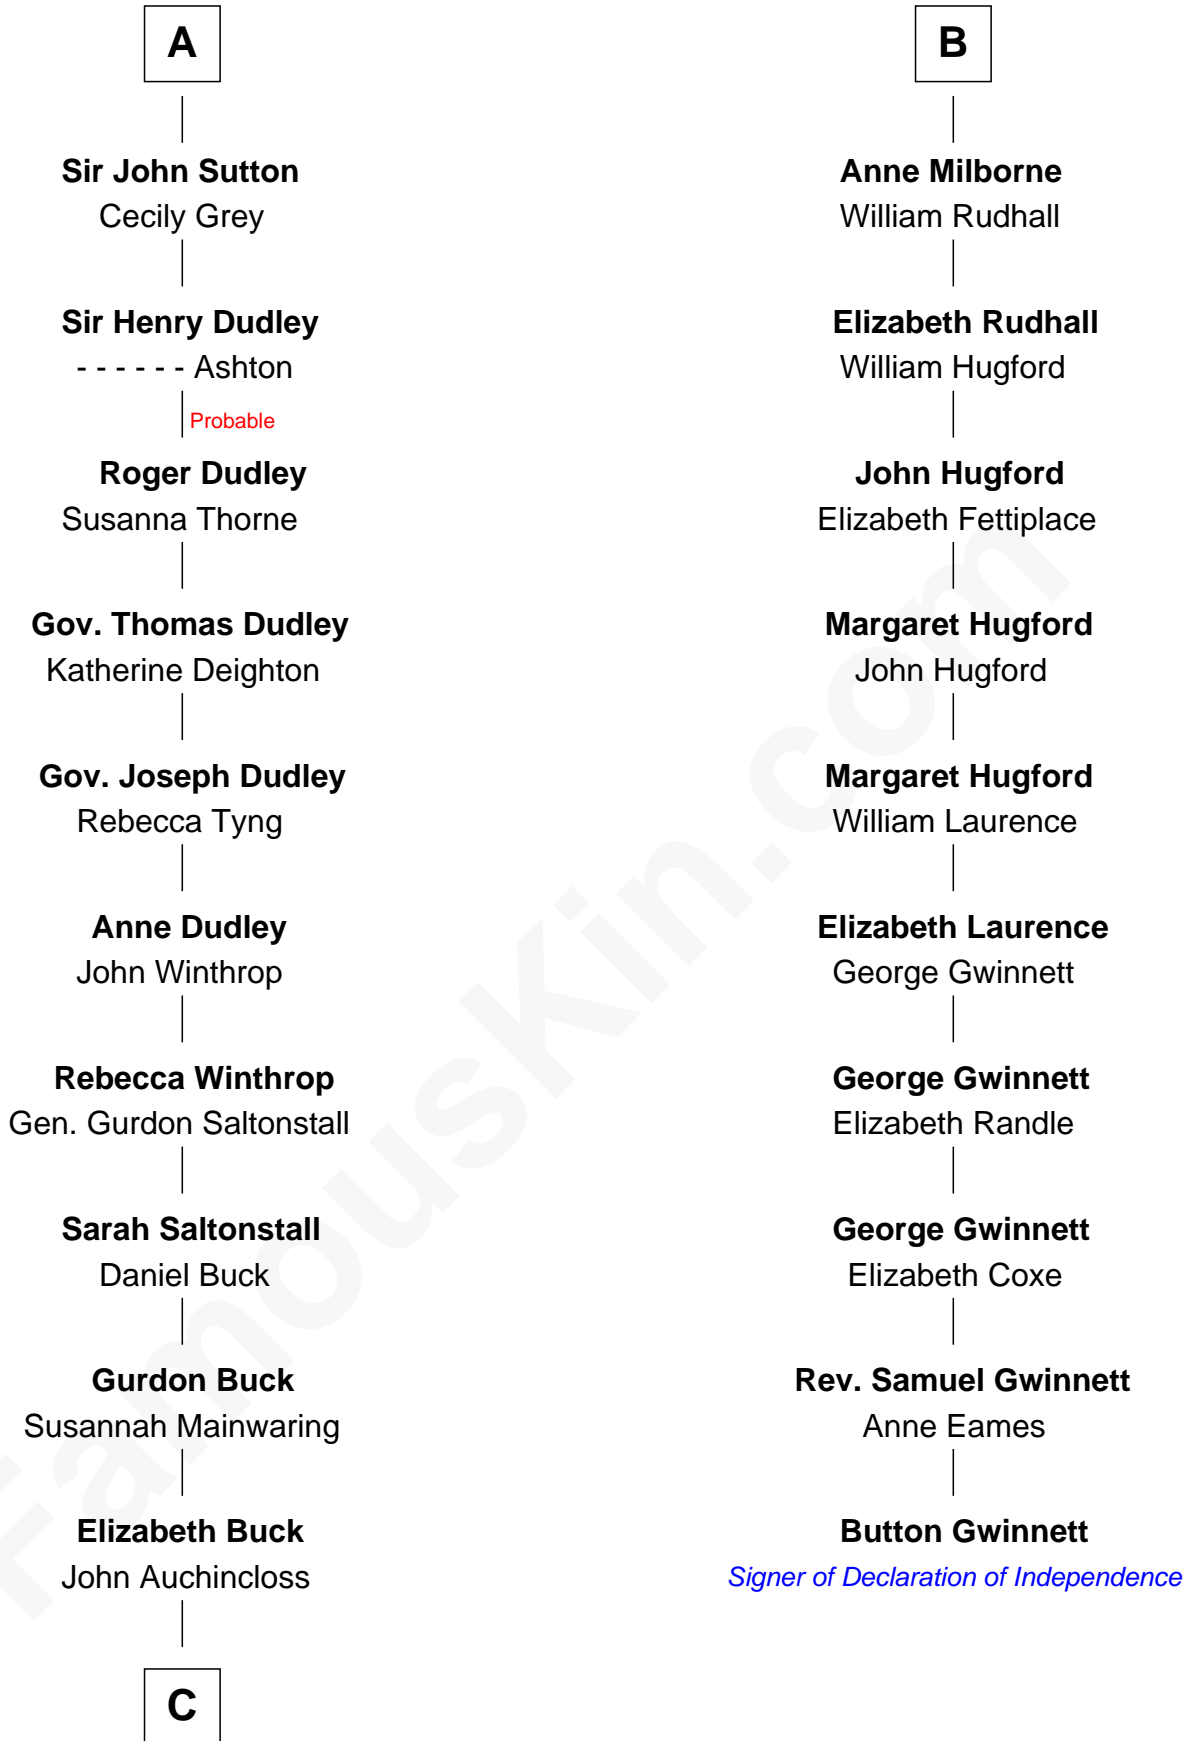 A
Sir John Sutton
Cecily Grey
Sir Henry Dudley
- - - - - - Ashton
Probable
Roger Dudley
Susanna Thorne
Gov. Thomas Dudley
Katherine Deighton
Gov. Joseph Dudley
Rebecca Tyng
Anne Dudley
John Winthrop
Rebecca Winthrop
Gen. Gurdon Saltonstall
Sarah Saltonstall
Daniel Buck
Gurdon Buck
Susannah Mainwaring
Elizabeth Buck
John Auchincloss
C
B
Anne Milborne
William Rudhall
Elizabeth Rudhall
William Hugford
John Hugford
Elizabeth Fettiplace
Margaret Hugford
John Hugford
Margaret Hugford
William Laurence
Elizabeth Laurence
George Gwinnett
George Gwinnett
Elizabeth Randle
George Gwinnett
Elizabeth Coxe
Rev. Samuel Gwinnett
Anne Eames
Button Gwinnett
Signer of Declaration of Independence
FamousKin.com